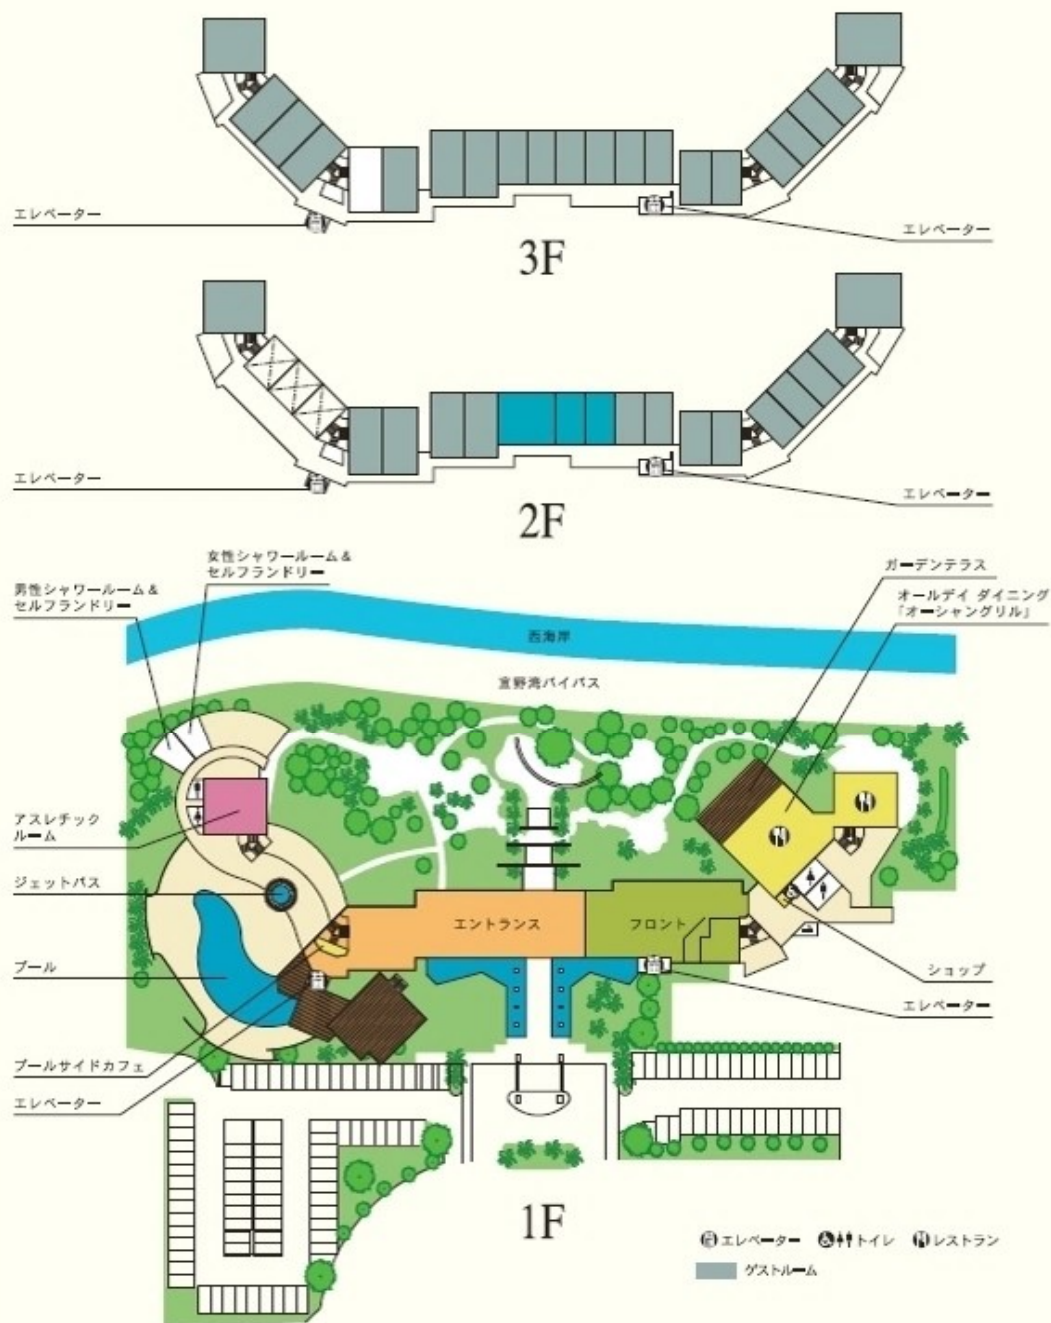 エレベーター
エレベーター
3F
エレベーター
エレベーター
2F
女性シャワールーム＆
セルフランドリー
男性シャワールーム＆
セルフランドリー
ガーデンテラス
オールデイ ダイニング
「オーシャングリル」
西海岸
宜野湾バイパス
アスレチック
ルーム
ジェットバス
エントランス
フロント
プール
ショップ
エレベーター
プールサイドカフェ
エレベーター
1F
エレベーター
トイレ
レストラン
ゲストルーム